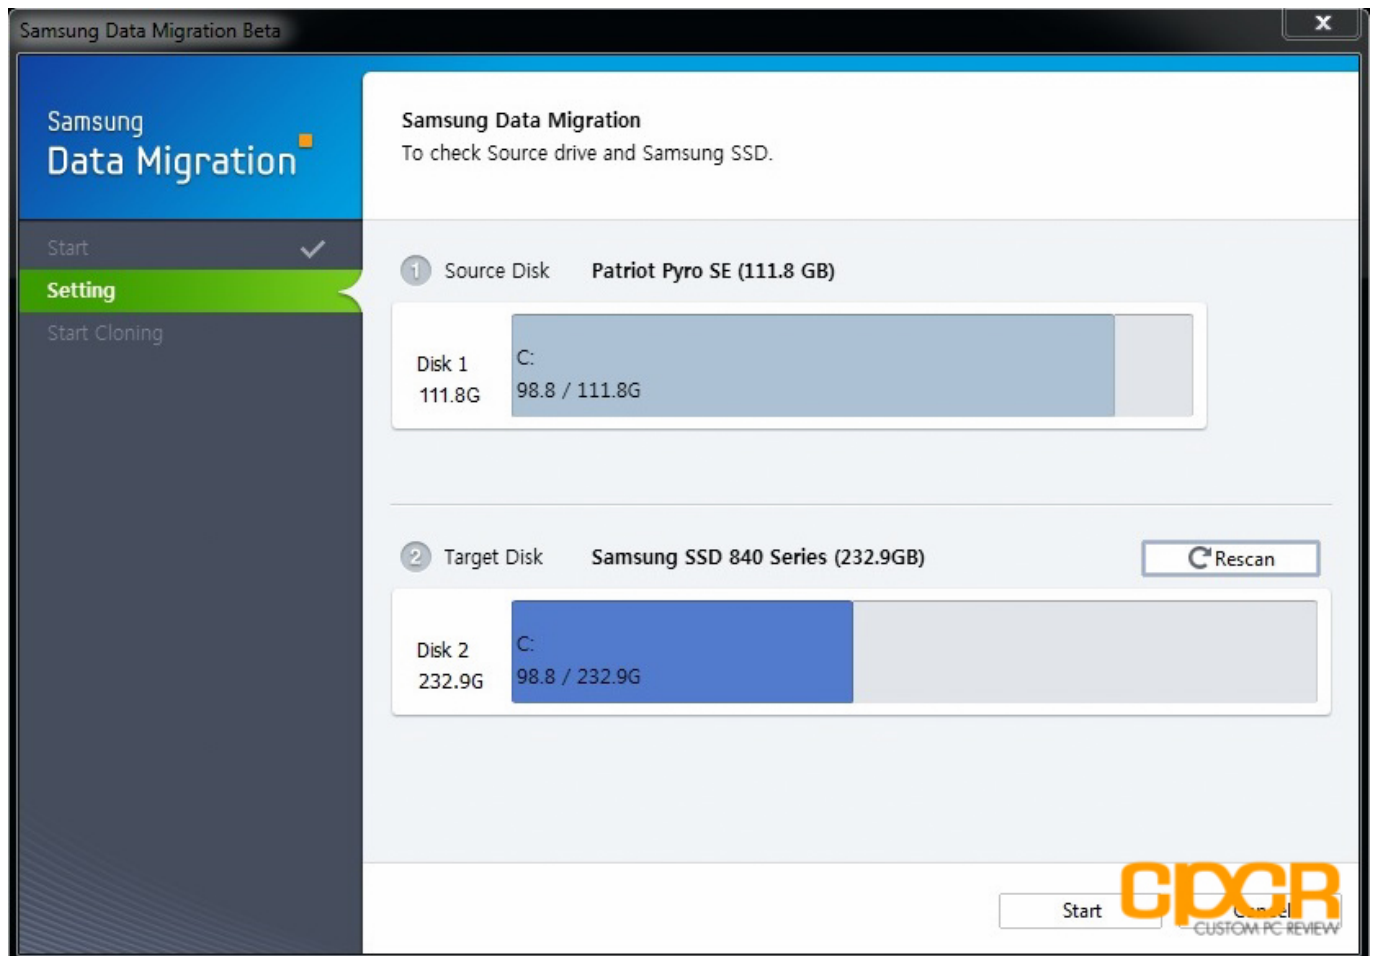 Samsung Data Migration Beta
x
Samsung
Data Migration
Start
Setting
Start Cloning
Samsung Data Migration
To check Source drive and Samsung SSD.
1 Source Disk Patriot Pyro SE (111.8 GB)
Disk 1
111.8G
C:
98.8 / 111.8G
2 Target Disk Samsung SSD 840 Series (232.9GB)
Rescan
Disk 2
232.9G
C:
98.8 / 232.9G
Start
Cancel
CPCR
CUSTOM PC REVIEW